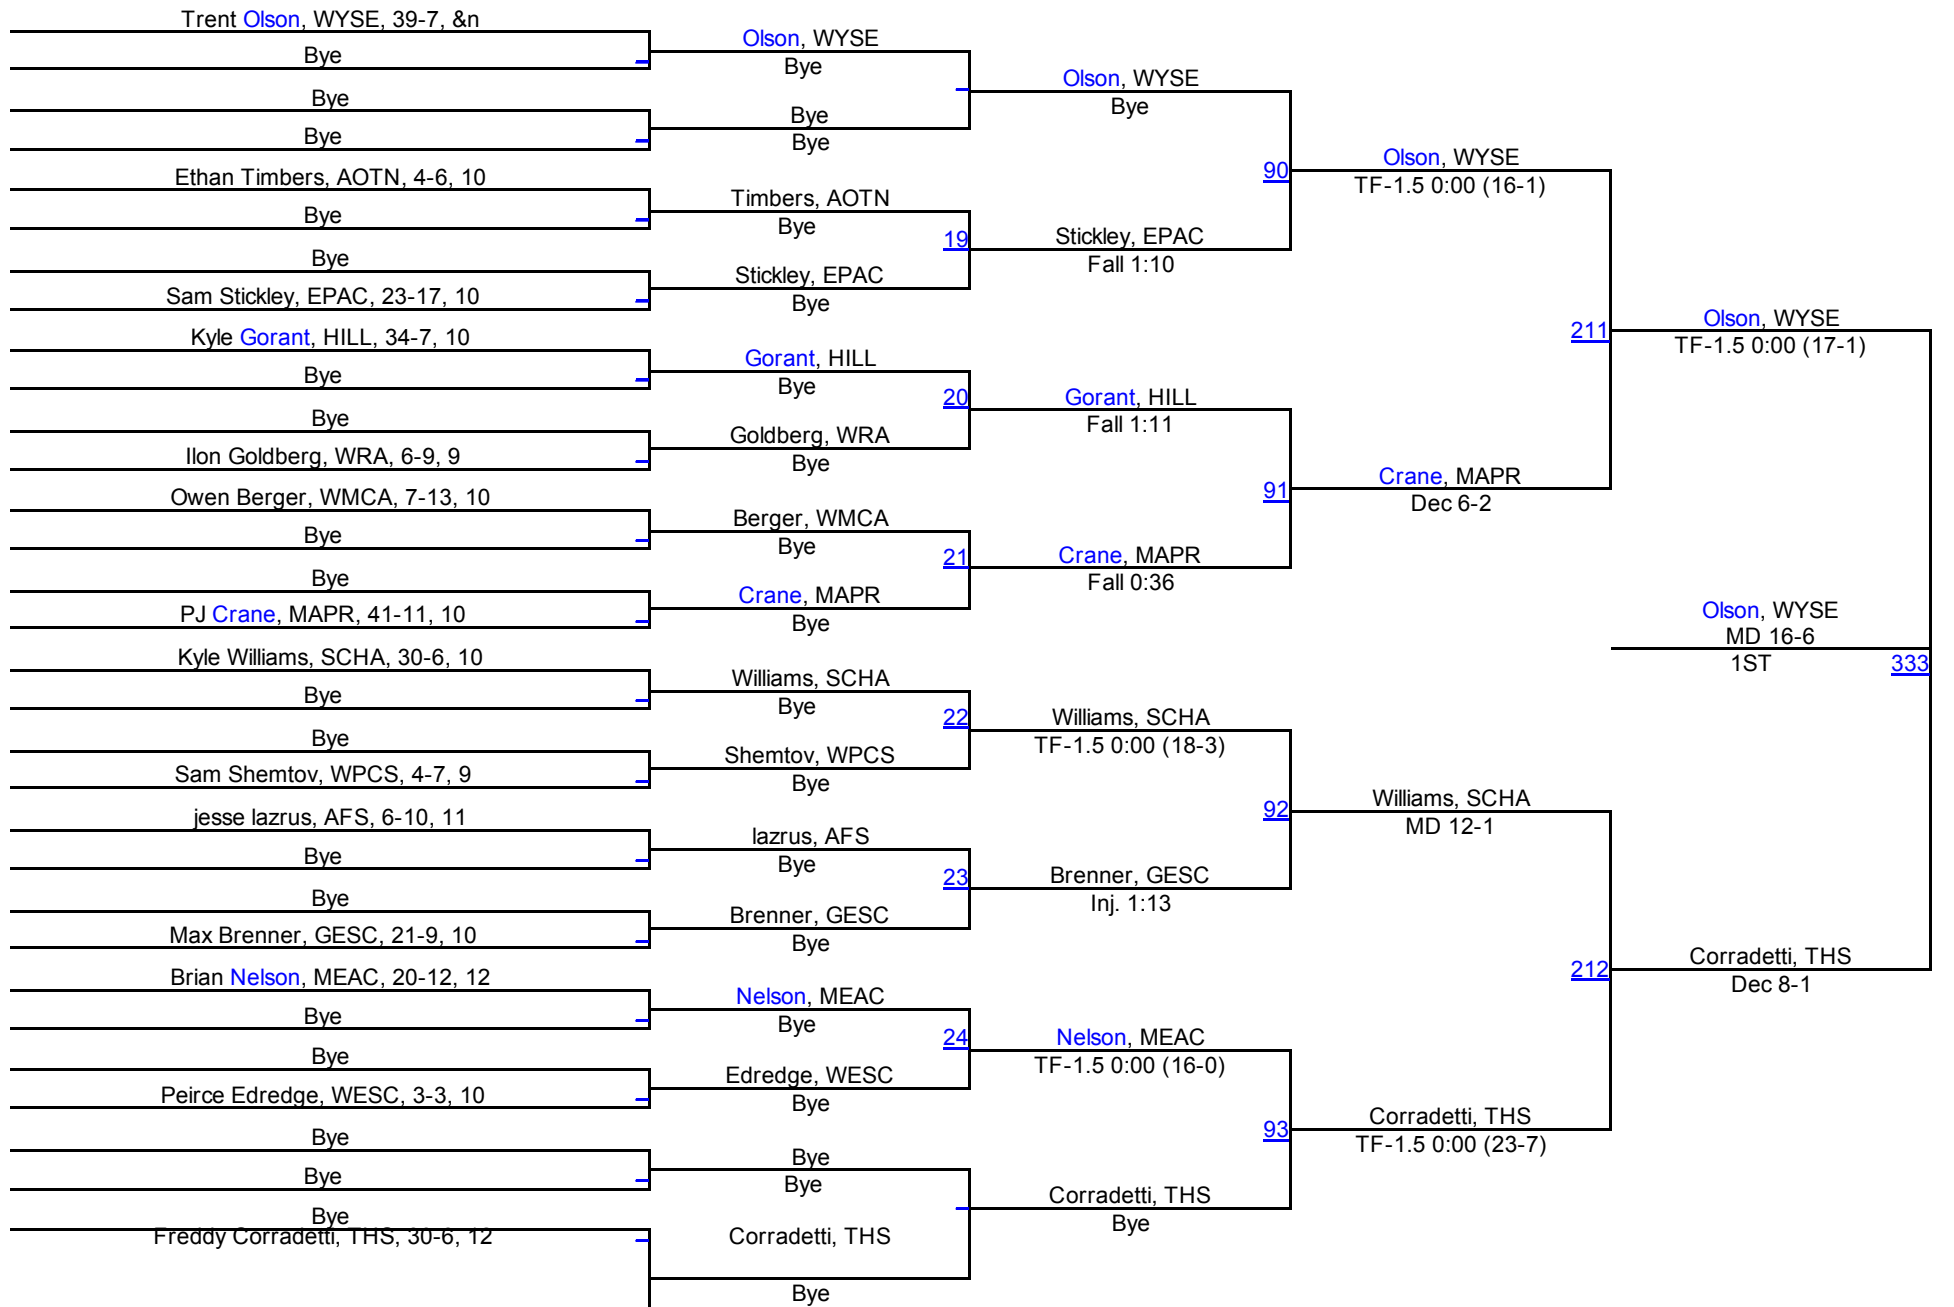 Trent Olson, WYSE, 39-7, &n
Bye
Bye
Bye
Ethan Timbers, AOTN, 4-6, 10
Bye
Bye
Sam Stickley, EPAC, 23-17, 10
Kyle Gorant, HILL, 34-7, 10
Bye
Bye
Ilon Goldberg, WRA, 6-9, 9
Owen Berger, WMCA, 7-13, 10
Bye
Bye
PJ Crane, MAPR, 41-11, 10
Kyle Williams, SCHA, 30-6, 10
Bye
Bye
Sam Shemtov, WPCS, 4-7, 9
jesse lazrus, AFS, 6-10, 11
Bye
Bye
Max Brenner, GESC, 21-9, 10
Brian Nelson, MEAC, 20-12, 12
Bye
Bye
Peirce Edredge, WESC, 3-3, 10
Bye
Bye
Bye
Freddy Corradetti, THS, 30-6, 12
Olson, WYSE
Bye
Bye
Bye
Timbers, AOTN
Bye
19
Stickley, EPAC
Bye
Gorant, HILL
Bye
20
Goldberg, WRA
Bye
Berger, WMCA
Bye
21
Crane, MAPR
Bye
Williams, SCHA
Bye
22
Shemtov, WPCS
Bye
lazrus, AFS
Bye
23
Brenner, GESC
Bye
Nelson, MEAC
Bye
24
Edredge, WESC
Bye
Bye
Bye
Corradetti, THS
Bye
Olson, WYSE
Bye
90
Stickley, EPAC
Fall 1:10
Gorant, HILL
Fall 1:11
91
Crane, MAPR
Fall 0:36
Williams, SCHA
TF-1.5 0:00 (18-3)
92
Brenner, GESC
Inj. 1:13
Nelson, MEAC
TF-1.5 0:00 (16-0)
93
Corradetti, THS
Bye
Olson, WYSE
TF-1.5 0:00 (16-1)
211
Crane, MAPR
Dec 6-2
Williams, SCHA
MD 12-1
212
Corradetti, THS
TF-1.5 0:00 (23-7)
Olson, WYSE
TF-1.5 0:00 (17-1)
Olson, WYSE
MD 16-6
1ST
333
Corradetti, THS
Dec 8-1